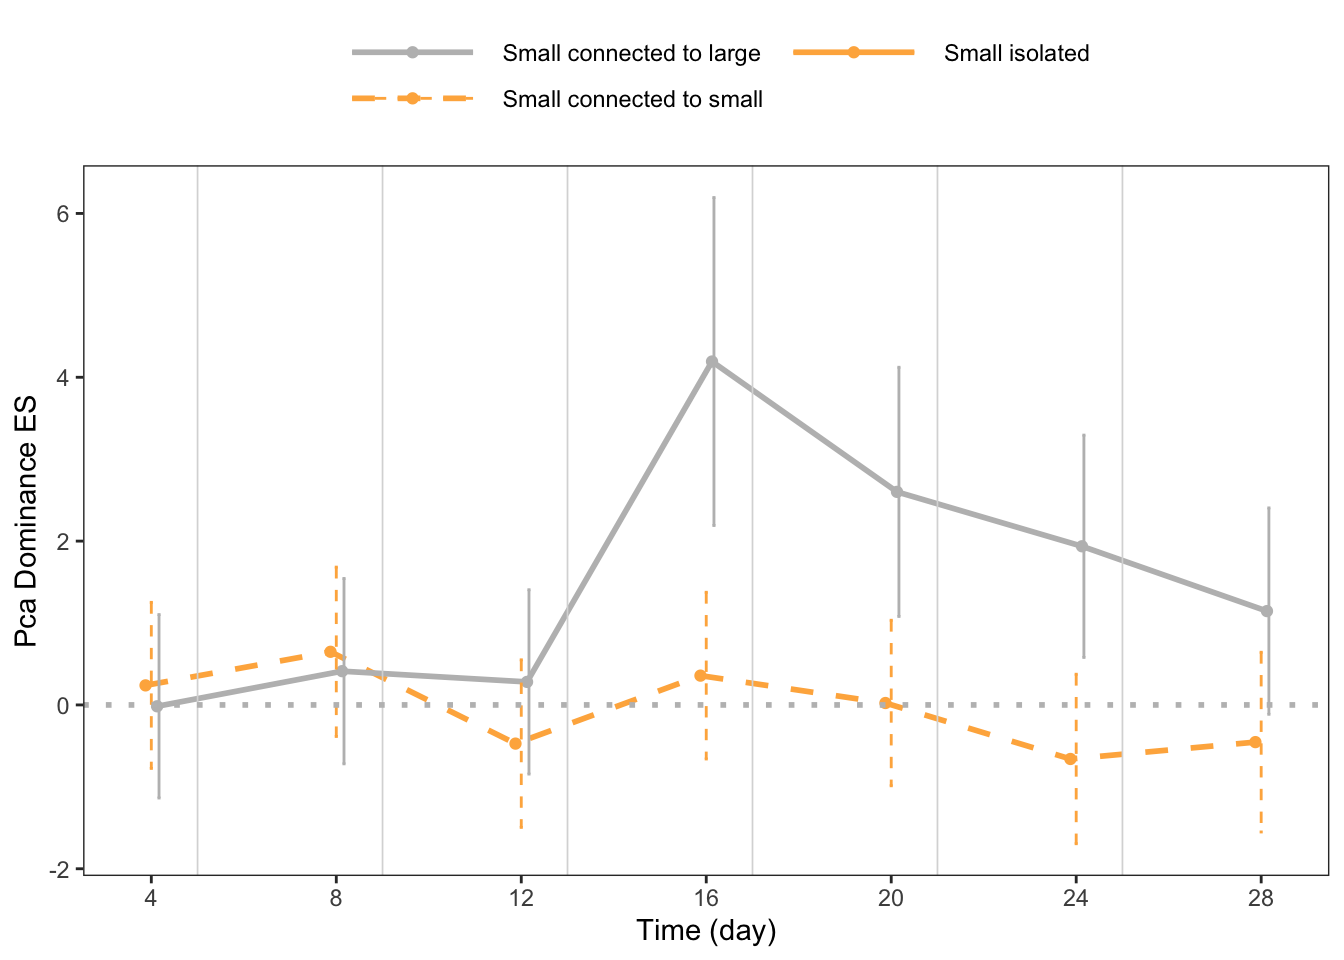 Small connected to large
Small isolated
Small connected to small
Pca Dominance ES
6
4
2
0
-2
4 8 12 16 20 24 28
Time (day)